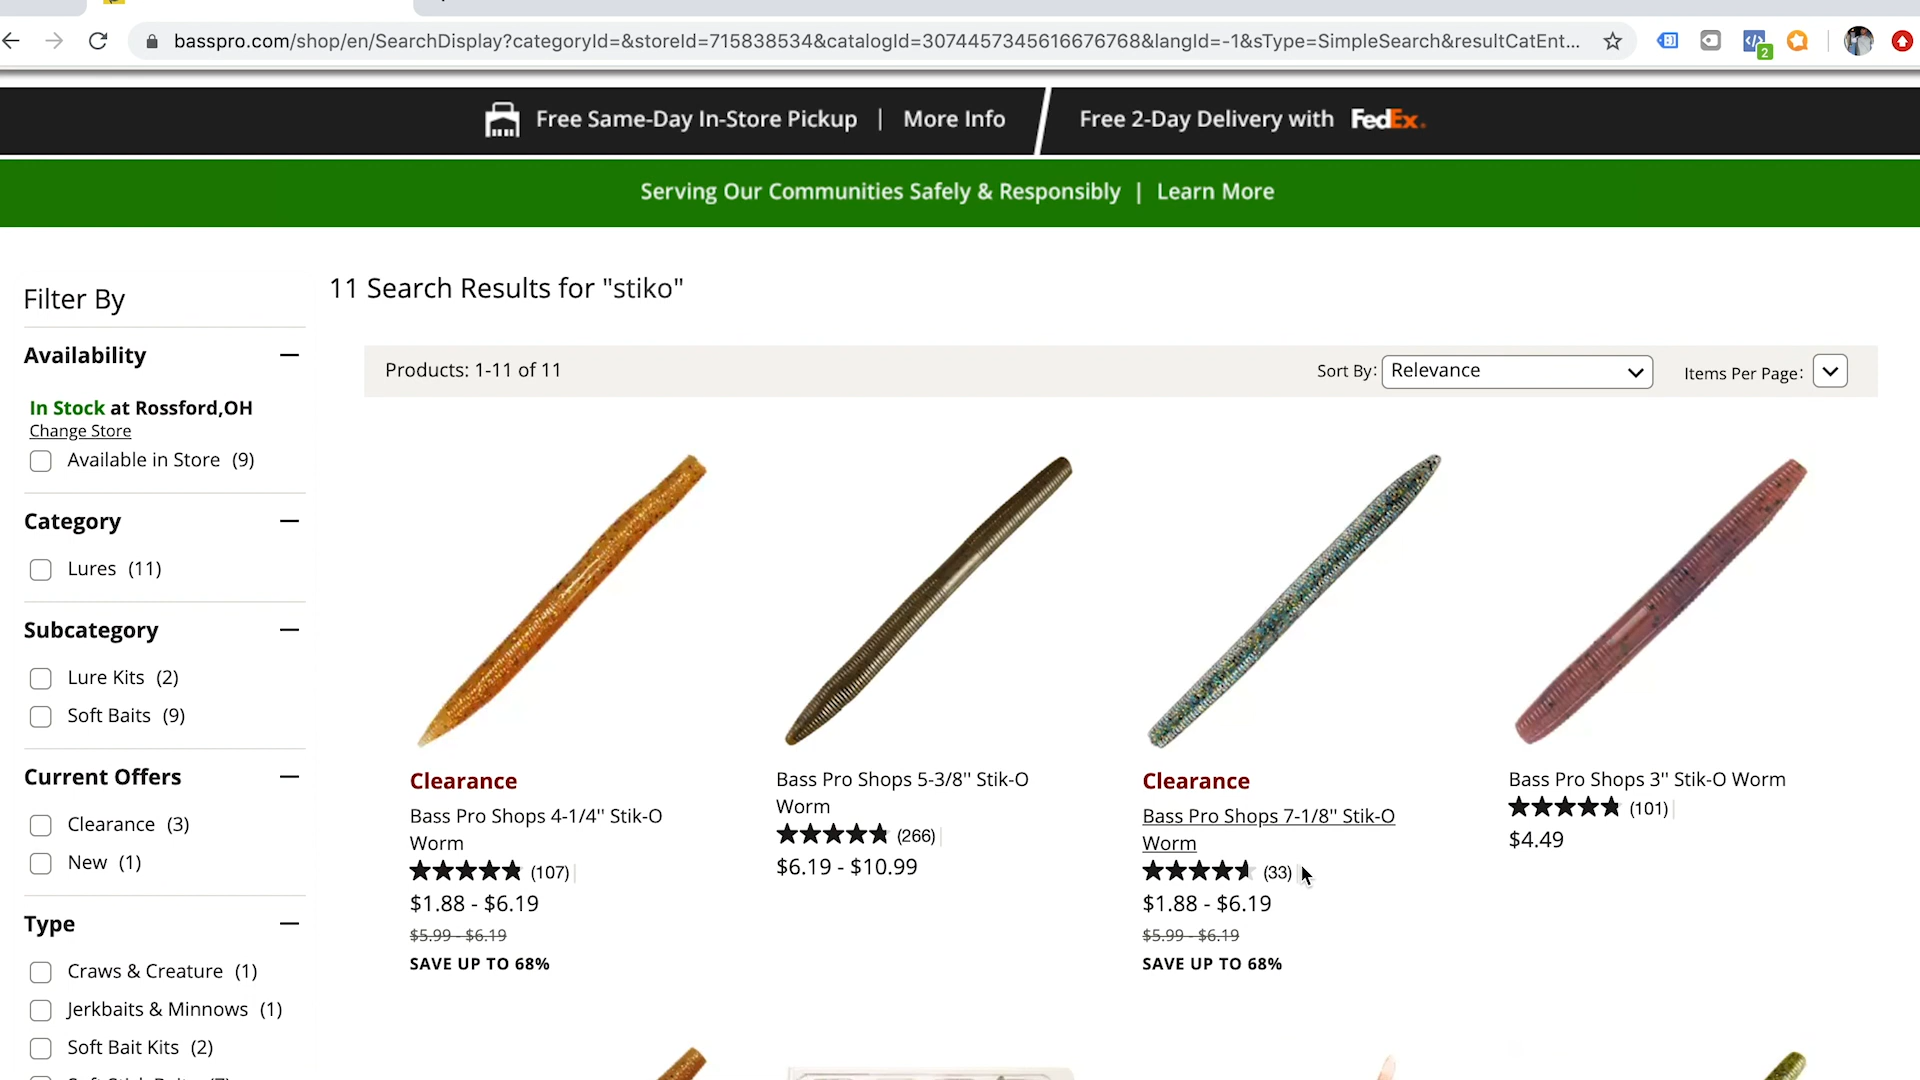 basspro.com/shop/en/SearchDisplay?categoryId=&storeId=715838534&catalogId=3074457345616676768&langId=-1&sType=SimpleSearch&resultCatEnt...
2
Free Same-Day In-Store Pickup | More Info
Free 2-Day Delivery with FedEx.
Serving Our Communities Safely & Responsibly | Learn More
Filter By
11 Search Results for "stiko"
Availability
Products: 1-11 of 11
Sort By: Relevance
Items Per Page:
In Stock at Rossford,OH
Change Store
Available in Store (9)
Category
Lures (11)
Subcategory
Lure Kits (2)
Soft Baits (9)
Current Offers
Clearance (3)
New (1)
Type
Craws & Creature (1)
Jerkbaits & Minnows (1)
Soft Bait Kits (2)
Clearance
Bass Pro Shops 4-1/4'' Stik-O
Worm
(107)
$1.88 - $6.19
$5.99 - $6.19
SAVE UP TO 68%
Bass Pro Shops 5-3/8'' Stik-O
Worm
(266)
$6.19 - $10.99
Clearance
Bass Pro Shops 7-1/8'' Stik-O
Worm
(33)
$1.88 - $6.19
$5.99 - $6.19
SAVE UP TO 68%
Bass Pro Shops 3'' Stik-O Worm
(101)
$4.49